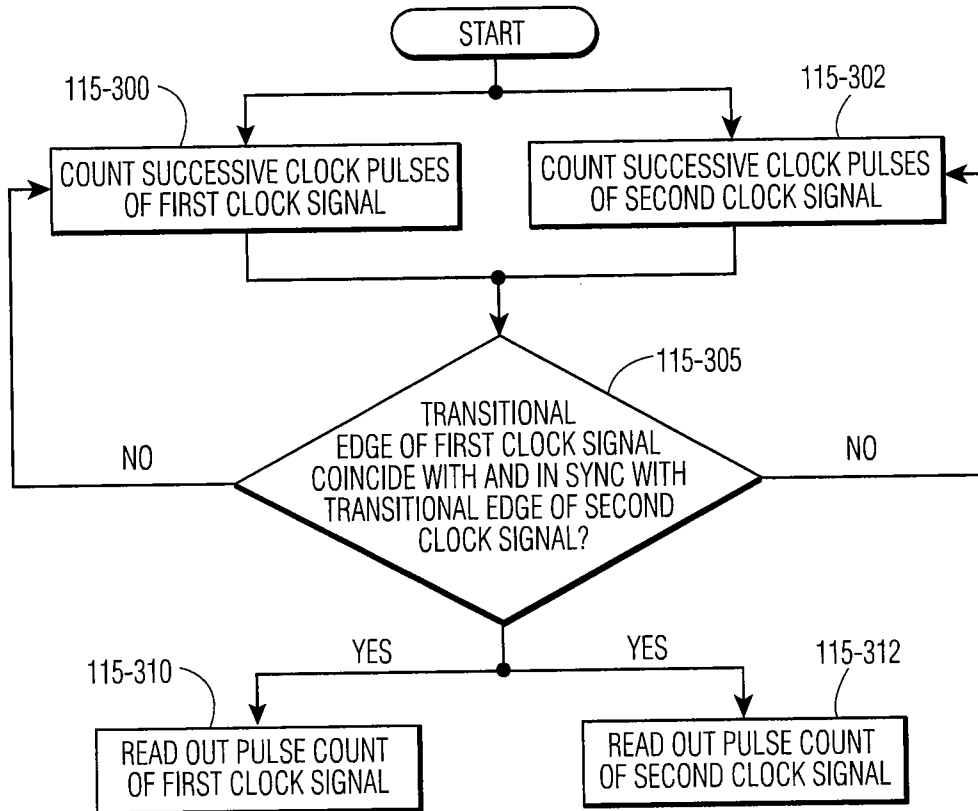 START
115-300
115-302
COUNT SUCCESSIVE CLOCK PULSES
OF FIRST CLOCK SIGNAL
COUNT SUCCESSIVE CLOCK PULSES
OF SECOND CLOCK SIGNAL
115-305
TRANSITIONAL
EDGE OF FIRST CLOCK SIGNAL
COINCIDE WITH AND IN SYNC WITH
TRANSITIONAL EDGE OF SECOND
CLOCK SIGNAL?
NO
NO
YES
YES
115-310
115-312
READ OUT PULSE COUNT
OF FIRST CLOCK SIGNAL
READ OUT PULSE COUNT
OF SECOND CLOCK SIGNAL